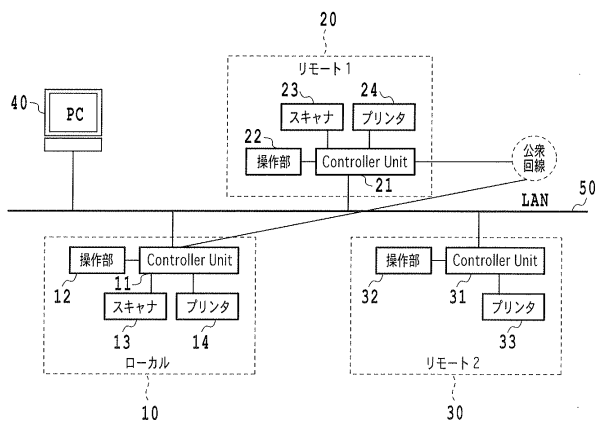 20
リモート1
40
PC
23
24
スキャナ
プリンタ
22
公衆
回線
操作部
Controller Unit
21
50
LAN
操作部
Controller Unit
操作部
Controller Unit
12
11
32
31
スキャナ
プリンタ
プリンタ
13
14
33
ローカル
リモート2
10
30